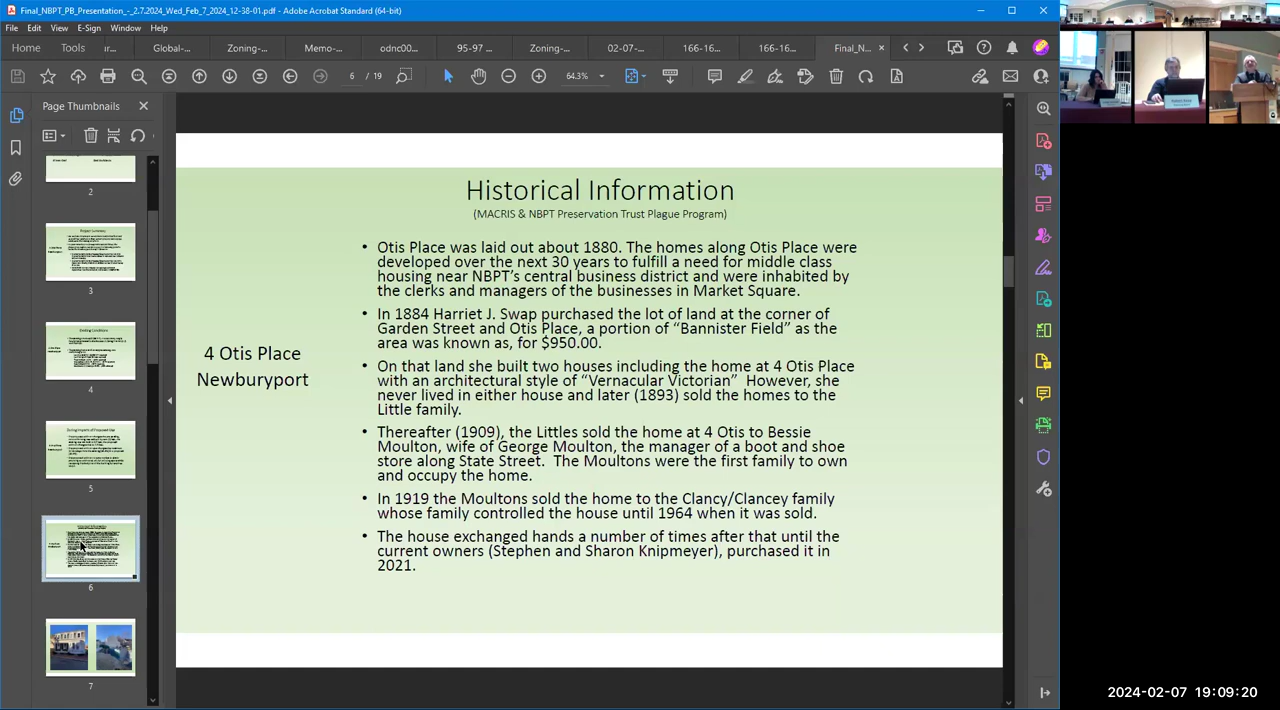 Final_NBPT_PB_Presentation_-_2.7.2024_Wed_Feb_7_2024_12-38-01.pdf - Adobe Acrobat Standard (64-bit)
File Edit View E-Sign Window Help
Home Tools ...r... Global-... Zoning-... Memo-... odnc00... 95-97 ... Zoning-... 02-07-... 166-16... 166-16... Final_N... ×
6 / 19 64.3%
Page Thumbnails
2
3
4
5
6
7
Historical Information
(MACRIS & NBPT Preservation Trust Plague Program)
4 Otis Place
Newburyport
• Otis Place was laid out about 1880. The homes along Otis Place were
developed over the next 30 years to fulfill a need for middle class
housing near NBPT's central business district and were inhabited by
the clerks and managers of the businesses in Market Square.
• In 1884 Harriet J. Swap purchased the lot of land at the corner of
Garden Street and Otis Place, a portion of “Bannister Field” as the
area was known as, for $950.00.
• On that land she built two houses including the home at 4 Otis Place
with an architectural style of “Vernacular Victorian” However, she
never lived in either house and later (1893) sold the homes to the
Little family.
• Thereafter (1909), the Littles sold the home at 4 Otis to Bessie
Moulton, wife of George Moulton, the manager of a boot and shoe
store along State Street. The Moultons were the first family to own
and occupy the home.
• In 1919 the Moultons sold the home to the Clancy/Clancey family
whose family controlled the house until 1964 when it was sold.
• The house exchanged hands a number of times after that until the
current owners (Stephen and Sharon Knipmeyer), purchased it in
2021.
2024-02-07 19:09:20